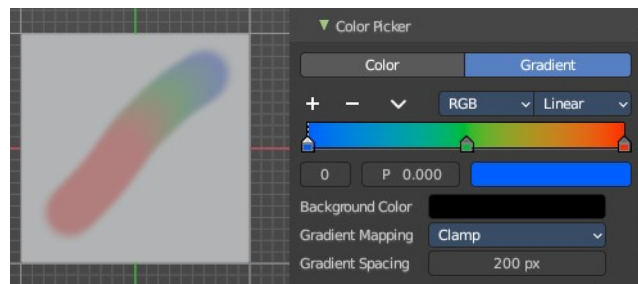 Color Picker
Color Gradient
RGB Linear
0 P 0.000
Background Color
Gradient Mapping Clamp
Gradient Spacing 200 px